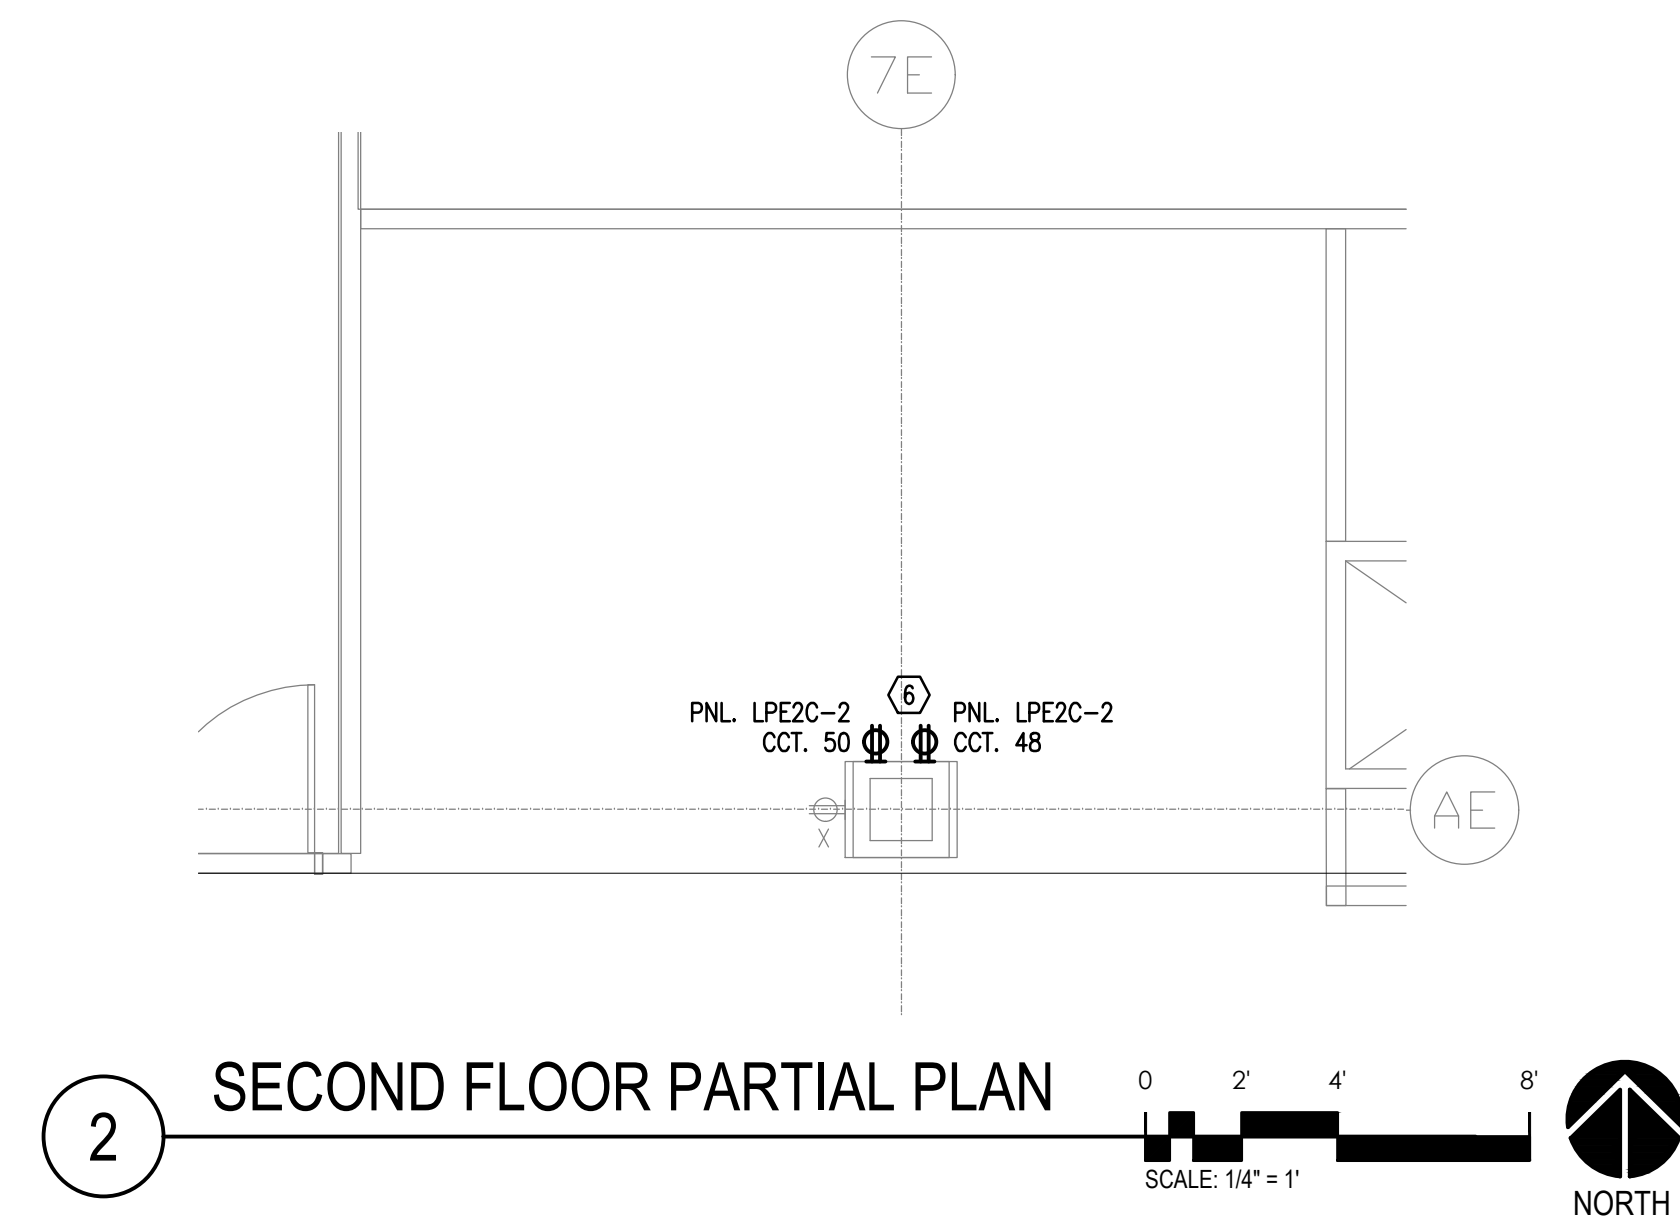 7E
6
PNL. LPE2C-2
CCT. 50
PNL. LPE2C-2
CCT. 48
X
AE
2
SECOND FLOOR PARTIAL PLAN
0 2' 4' 8'
SCALE: 1/4" = 1'
NORTH